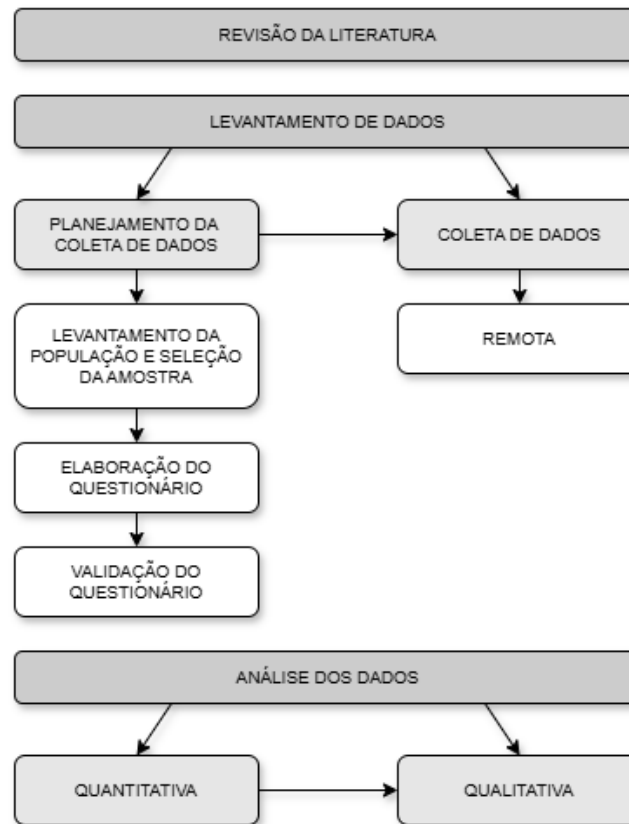 REVISÃO DA LITERATURA
LEVANTAMENTO DE DADOS
PLANEJAMENTO DA
COLETA DE DADOS
COLETA DE DADOS
LEVANTAMENTO DA
POPULAÇÃO E SELEÇÃO
DA AMOSTRA
REMOTA
ELABORAÇÃO DO
QUESTIONÁRIO
VALIDAÇÃO DO
QUESTIONÁRIO
ANÁLISE DOS DADOS
QUANTITATIVA
QUALITATIVA